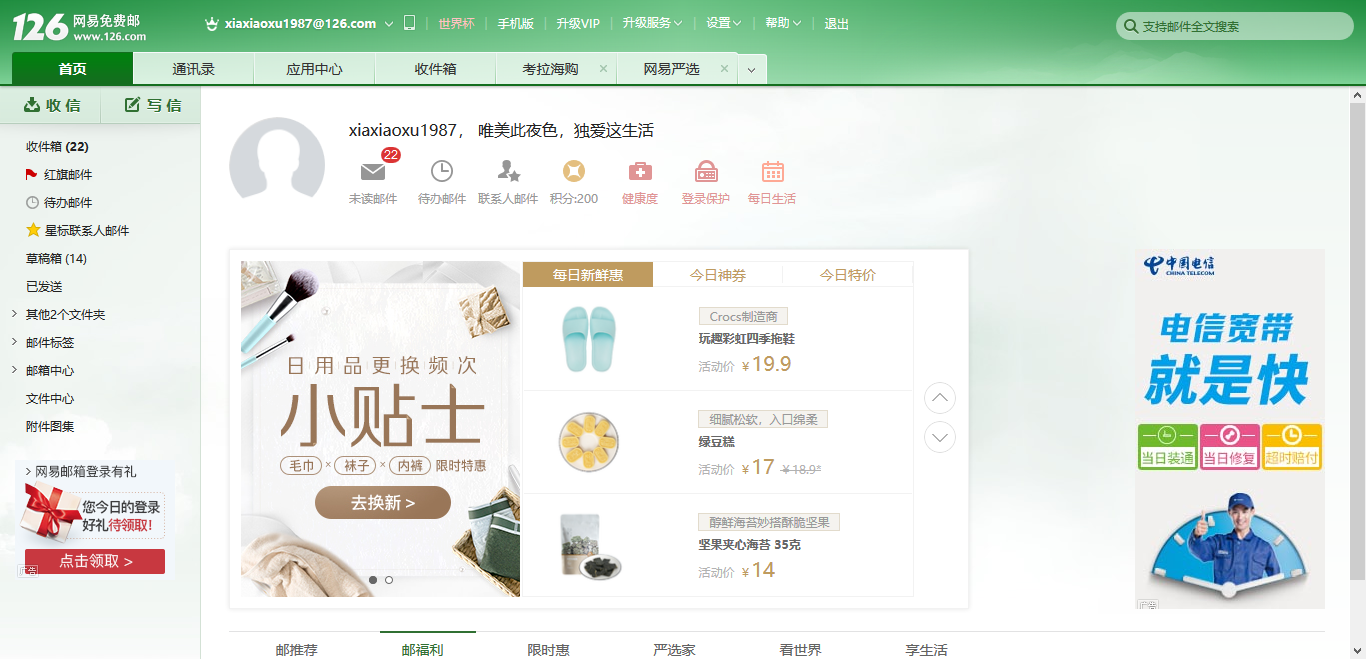 126 网易免费邮
www.126.com
xiaxiaoxu1987@126.com 世界杯 手机版 升级VIP 升级服务 设置 帮助 退出
支持邮件全文搜索
首页 通讯录 应用中心 收件箱 考拉海购 × 网易严选 ×
收信 写信
收件箱 (22)
红旗邮件
待办邮件
星标联系人邮件
草稿箱 (14)
已发送
其他2个文件夹
邮件标签
邮箱中心
文件中心
附件图集
> 网易邮箱登录有礼
您今日的登录
好礼待领取!
点击领取 >
广告
xiaxiaoxu1987， 唯美此夜色，独爱这生活
22
未读邮件 待办邮件 联系人邮件 积分:200 健康度 登录保护 每日生活
日用品更换频次
小贴士
毛巾 × 袜子 × 内裤 限时特惠
去换新 >
每日新鲜惠 今日神券 今日特价
Crocs制造商
玩趣彩虹四季拖鞋
活动价 ¥19.9
细腻松软，入口绵柔
绿豆糕
活动价 ¥17 ¥18.9*
醇鲜海苔妙搭酥脆坚果
坚果夹心海苔 35克
活动价 ¥14
中国电信
CHINA TELECOM
电信宽带
就是快
当日装通 当日修复 超时赔付
广告
邮推荐 邮福利 限时惠 严选家 看世界 享生活